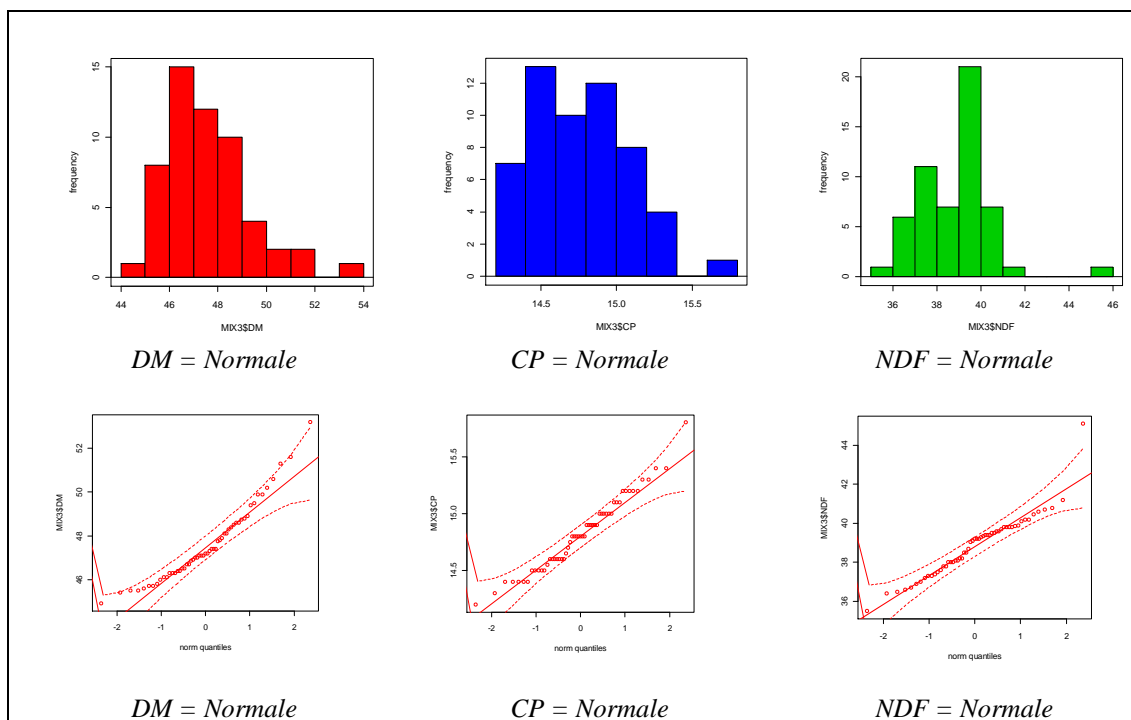 15
10
5
0
frequency
44 46 48 50 52 54
MIX3$DM
DM = Normale
12
10
8
6
4
2
0
frequency
14.5 15.0 15.5
MIX3$CP
CP = Normale
20
15
10
5
0
frequency
36 38 40 42 44 46
MIX3$NDF
NDF = Normale
52
50
48
46
MIX3$DM
-2 -1 0 1 2
norm quantiles
DM = Normale
15.5
15.0
14.5
MIX3$CP
-2 -1 0 1 2
norm quantiles
CP = Normale
44
42
40
38
36
MIX3$NDF
-2 -1 0 1 2
norm quantiles
NDF = Normale